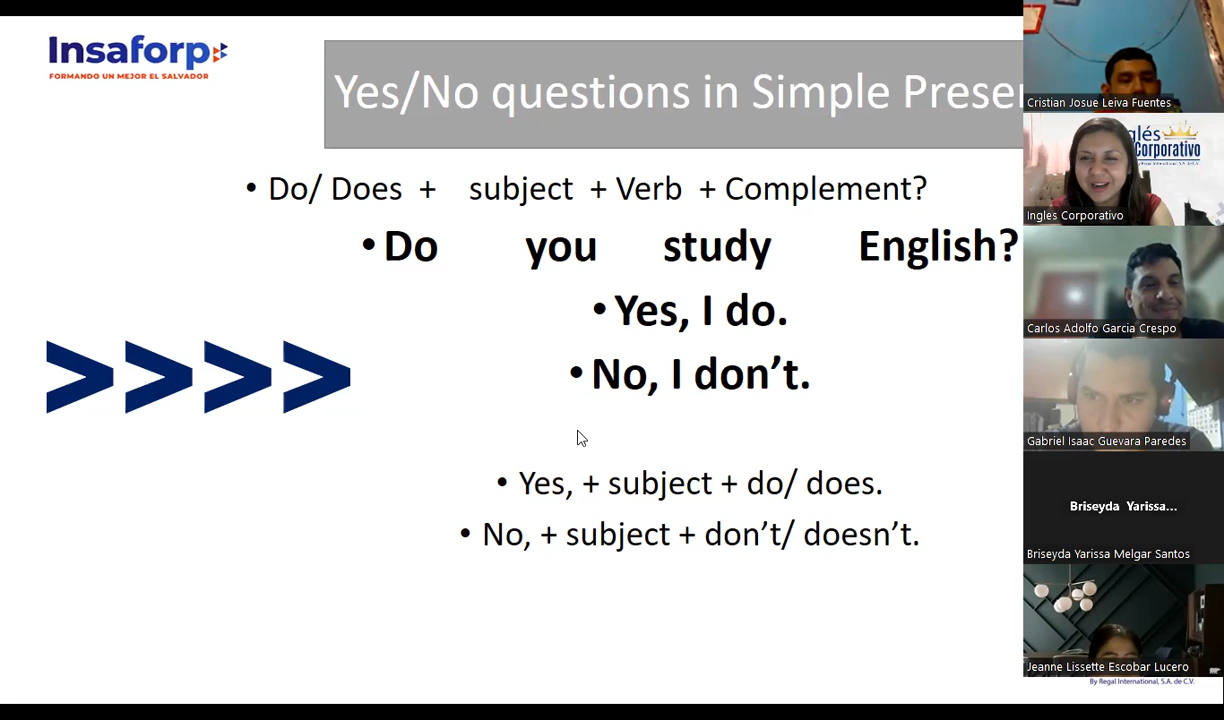 Insaforp
FORMANDO UN MEJOR EL SALVADOR
Yes/No questions in Simple Presen
• Do/ Does + subject + Verb + Complement?
• Do you study English?
• Yes, I do.
• No, I don’t.
>>>>
• Yes, + subject + do/ does.
• No, + subject + don’t/ doesn’t.
Cristian Josue Leiva Fuentes
glés
Corporativo
Ingles Corporativo
Carlos Adolfo Garcia Crespo
Gabriel Isaac Guevara Paredes
Briseyda Yarissa...
Briseyda Yarissa Melgar Santos
Jeanne Lissette Escobar Lucero
By Regal International, S.A. de C.V.